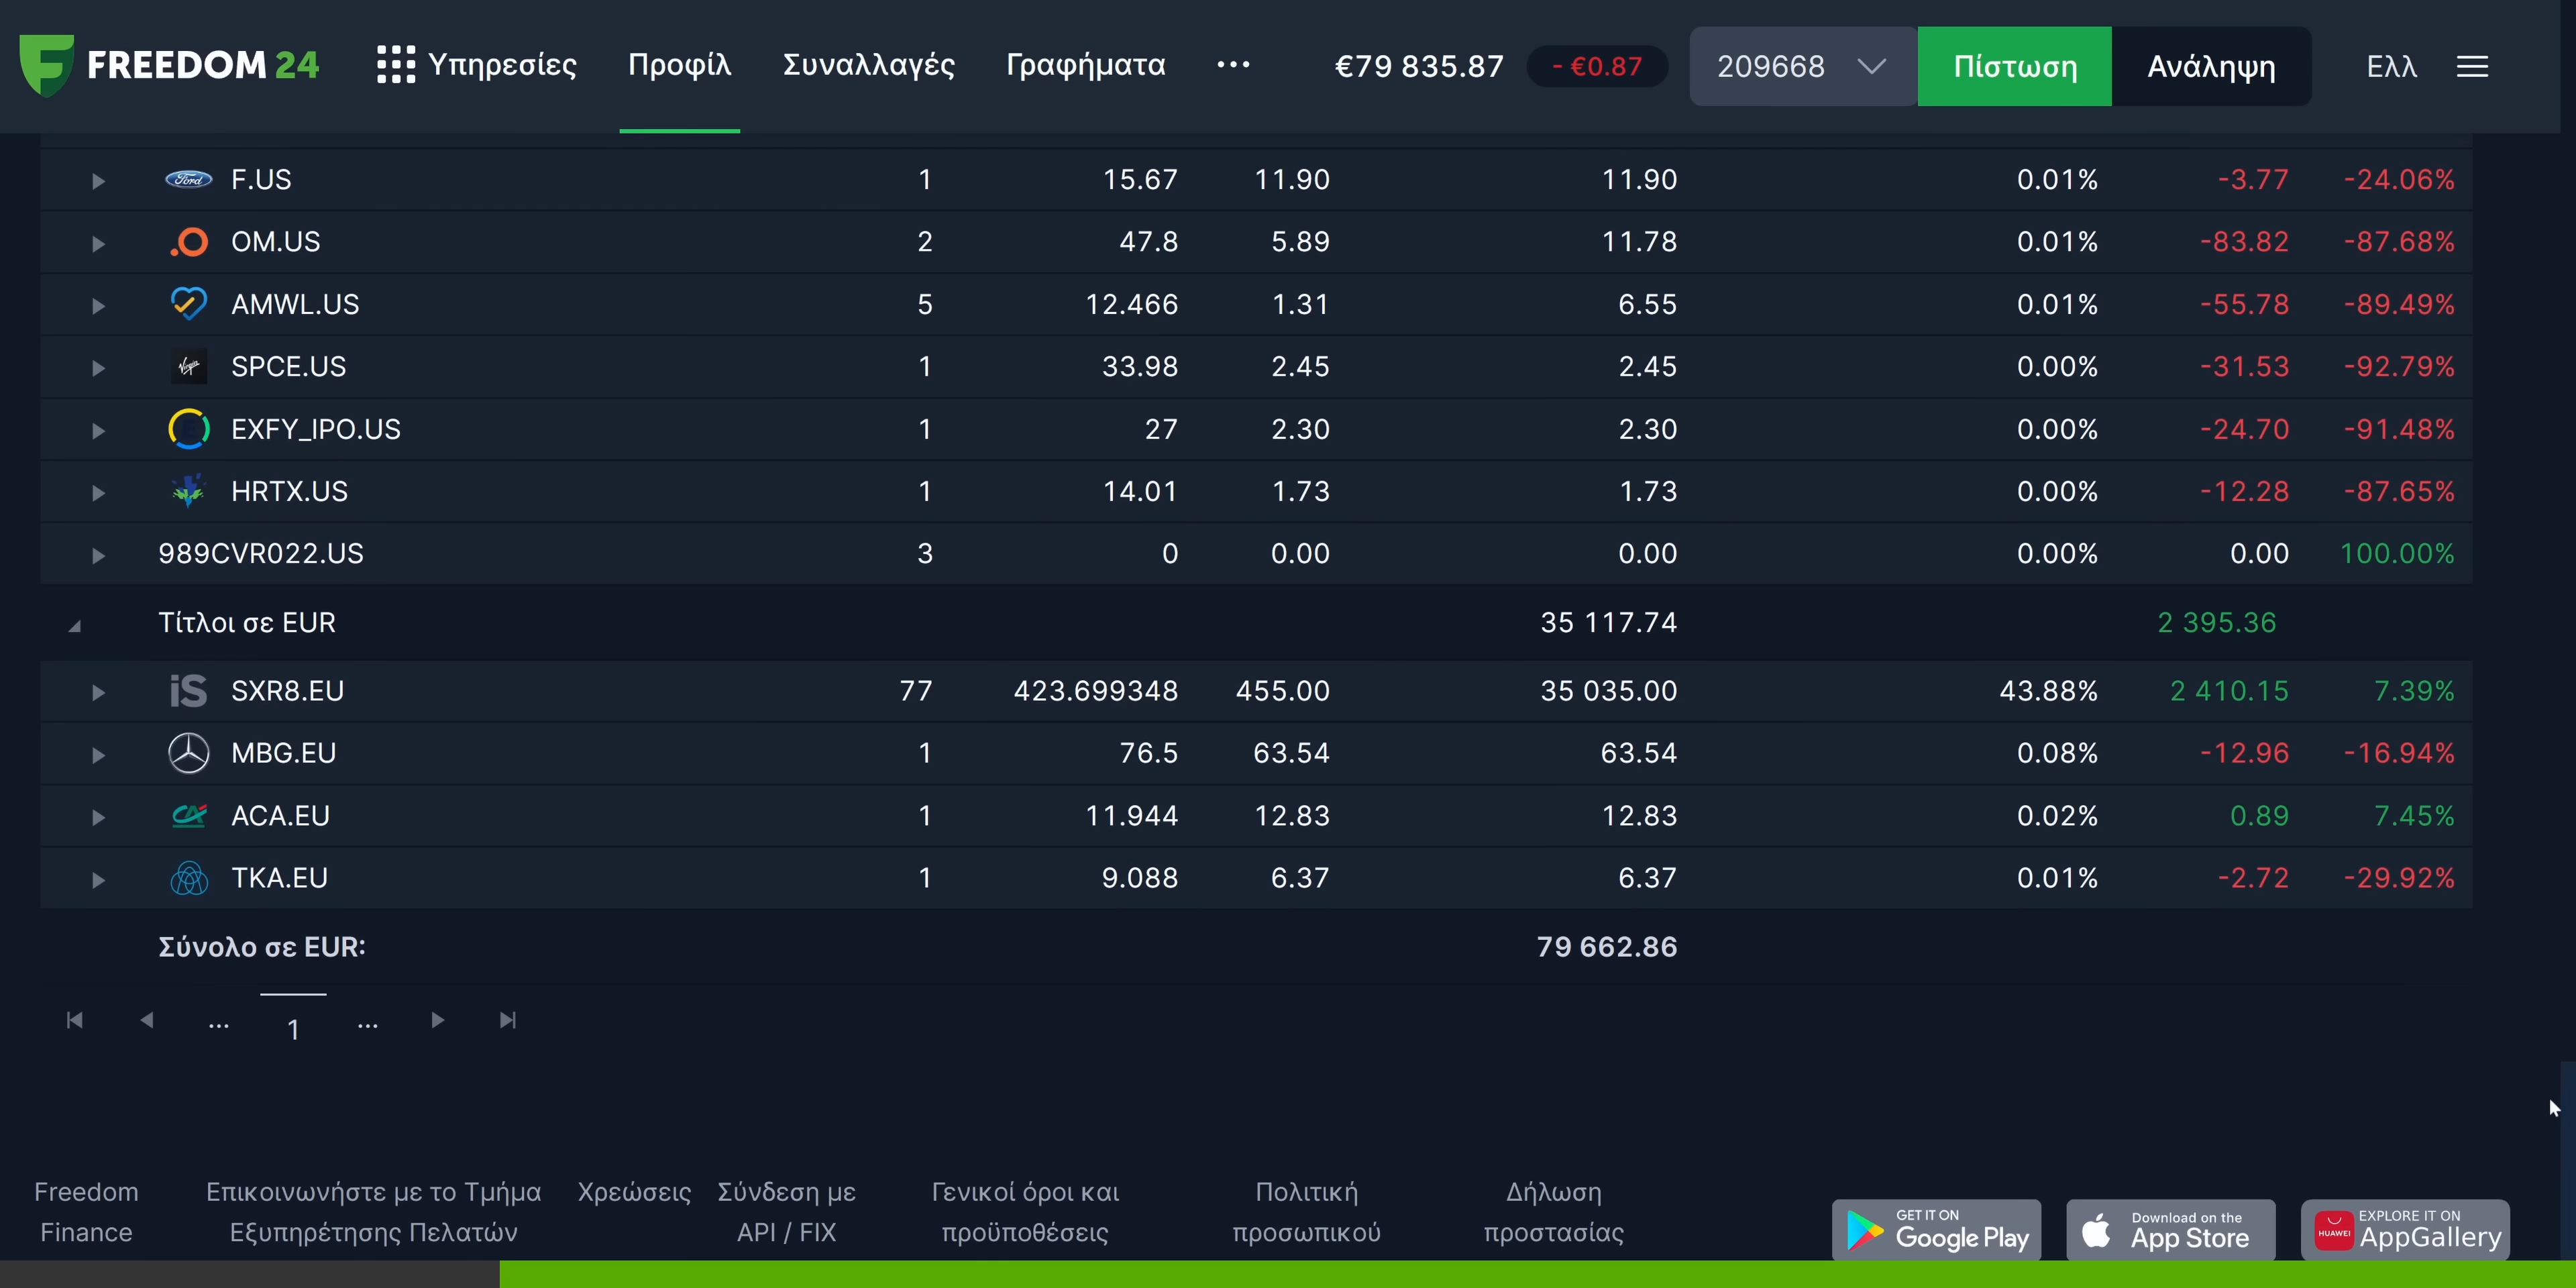 FREEDOM 24 Υπηρεσίες Προφίλ Συναλλαγές Γραφήματα ••• €79 835.87 - €0.87 209668 Πίστωση Ανάληψη Ελλ
Ford F.US 1 15.67 11.90 11.90 0.01% -3.77 -24.06%
OM.US 2 47.8 5.89 11.78 0.01% -83.82 -87.68%
AMWL.US 5 12.466 1.31 6.55 0.01% -55.78 -89.49%
Virgin SPCE.US 1 33.98 2.45 2.45 0.00% -31.53 -92.79%
EXFY_IPO.US 1 27 2.30 2.30 0.00% -24.70 -91.48%
HRTX.US 1 14.01 1.73 1.73 0.00% -12.28 -87.65%
989CVR022.US 3 0 0.00 0.00 0.00% 0.00 100.00%
Τίτλοι σε EUR 35 117.74 2 395.36
iS SXR8.EU 77 423.699348 455.00 35 035.00 43.88% 2 410.15 7.39%
MBG.EU 1 76.5 63.54 63.54 0.08% -12.96 -16.94%
CA ACA.EU 1 11.944 12.83 12.83 0.02% 0.89 7.45%
TKA.EU 1 9.088 6.37 6.37 0.01% -2.72 -29.92%
Σύνολο σε EUR: 79 662.86
... 1 ...
Freedom Επικοινωνήστε με το Τμήμα Χρεώσεις Σύνδεση με Γενικοί όροι και Πολιτική Δήλωση
Finance Εξυπηρέτησης Πελατών API / FIX προϋποθέσεις προσωπικού προστασίας
GET IT ON Download on the EXPLORE IT ON
Google Play App Store HUAWEI AppGallery